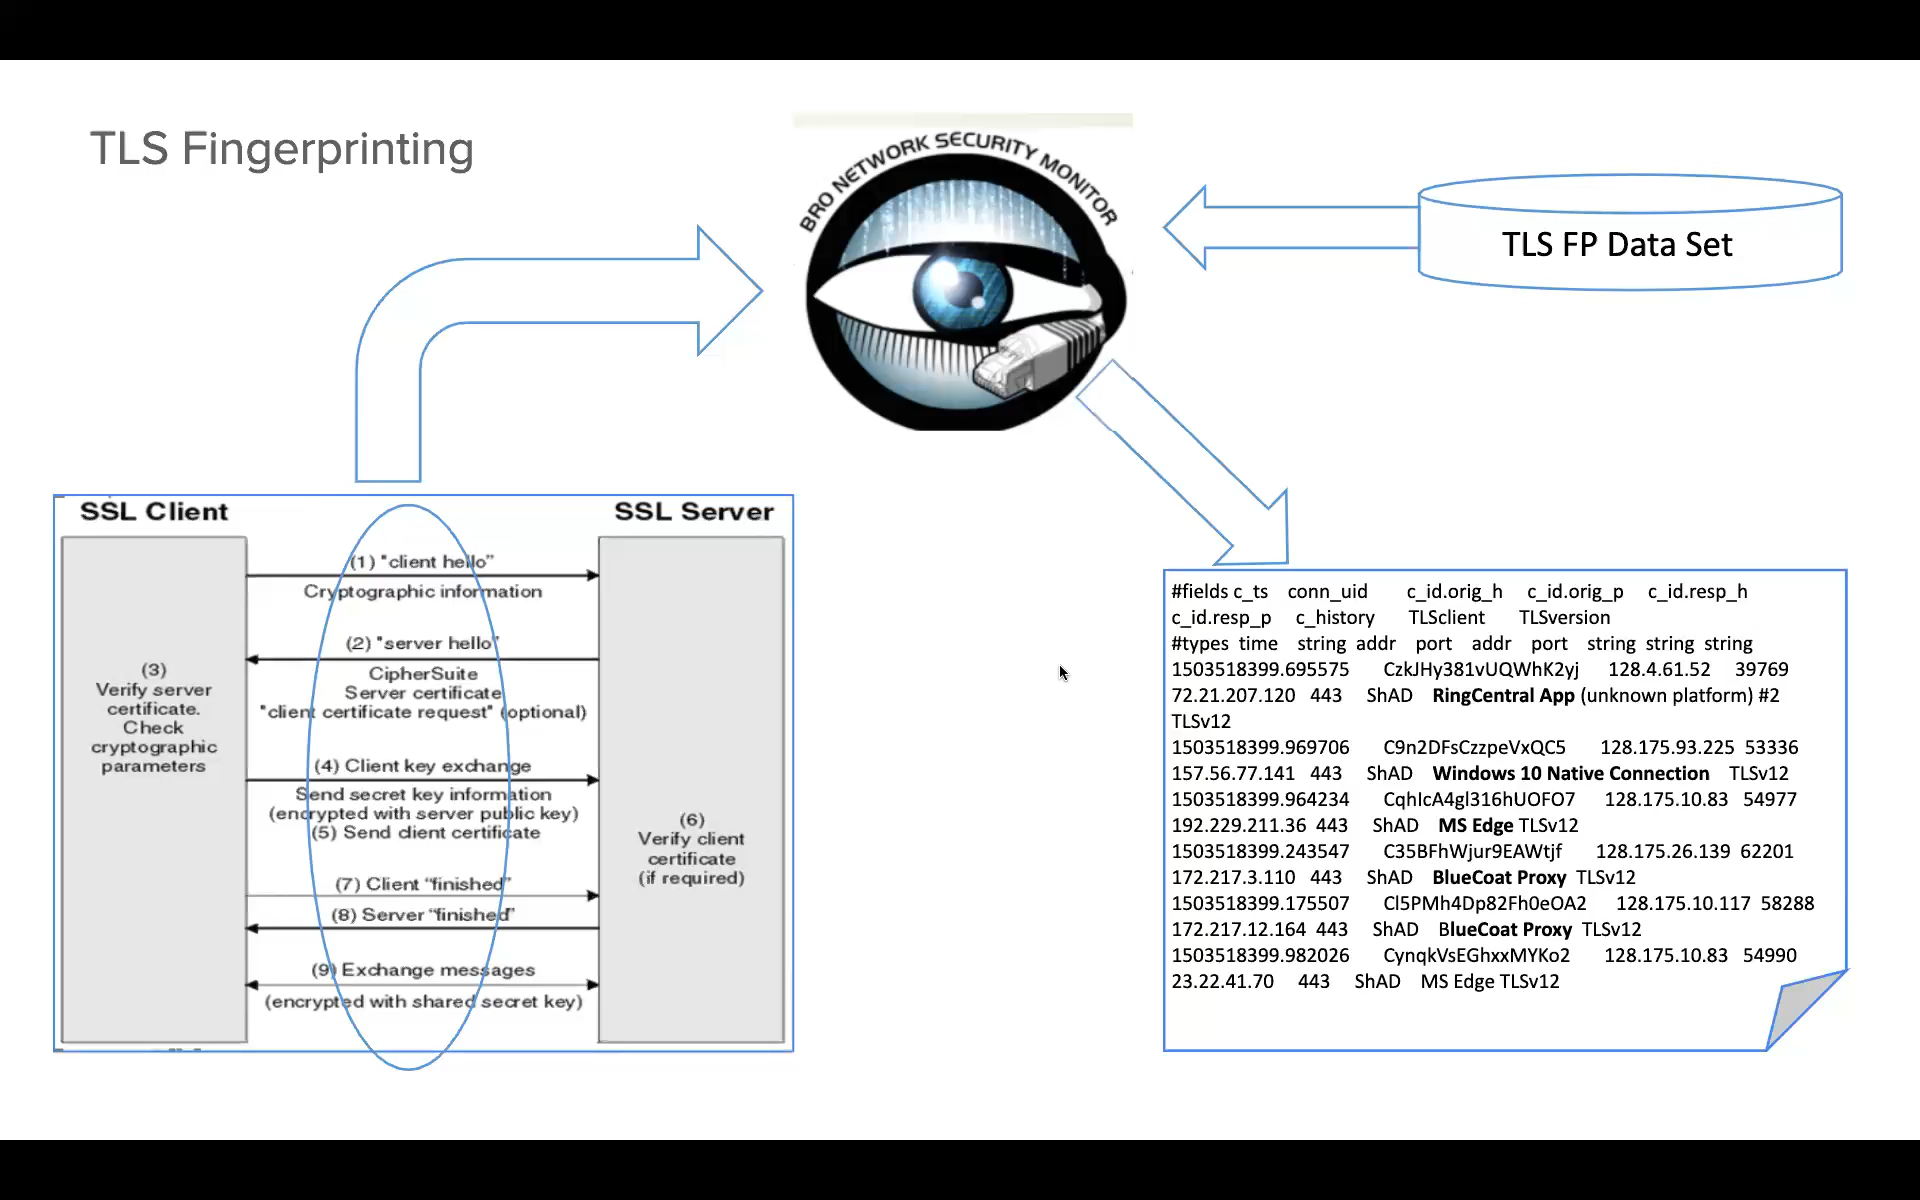 TLS Fingerprinting
BRO NETWORK SECURITY MONITOR
TLS FP Data Set
SSL Client
SSL Server
(1) "client hello"
Cryptographic information
(2) "server hello"
CipherSuite
Server certificate
"client certificate request" (optional)
(3)
Verify server
certificate.
Check
cryptographic
parameters
(4) Client key exchange
Send secret key information
(encrypted with server public key)
(5) Send client certificate
(6)
Verify client
certificate
(if required)
(7) Client "finished"
(8) Server "finished"
(9) Exchange messages
(encrypted with shared secret key)
#fields c_ts conn_uid c_id.orig_h c_id.orig_p c_id.resp_h
c_id.resp_p c_history TLSclient TLSversion
#types time string addr port addr port string string string
1503518399.695575 CzkJHy381vUQWhK2yj 128.4.61.52 39769
72.21.207.120 443 ShAD RingCentral App (unknown platform) #2
TLSv12
1503518399.969706 C9n2DFsCzzpeVxQC5 128.175.93.225 53336
157.56.77.141 443 ShAD Windows 10 Native Connection TLSv12
1503518399.964234 CqhIcA4gl316hUOFO7 128.175.10.83 54977
192.229.211.36 443 ShAD MS Edge TLSv12
1503518399.243547 C35BFhWjur9EAWtjf 128.175.26.139 62201
172.217.3.110 443 ShAD BlueCoat Proxy TLSv12
1503518399.175507 Cl5PMh4Dp82Fh0eOA2 128.175.10.117 58288
172.217.12.164 443 ShAD BlueCoat Proxy TLSv12
1503518399.982026 CynqkVsEGhxxMYKo2 128.175.10.83 54990
23.22.41.70 443 ShAD MS Edge TLSv12